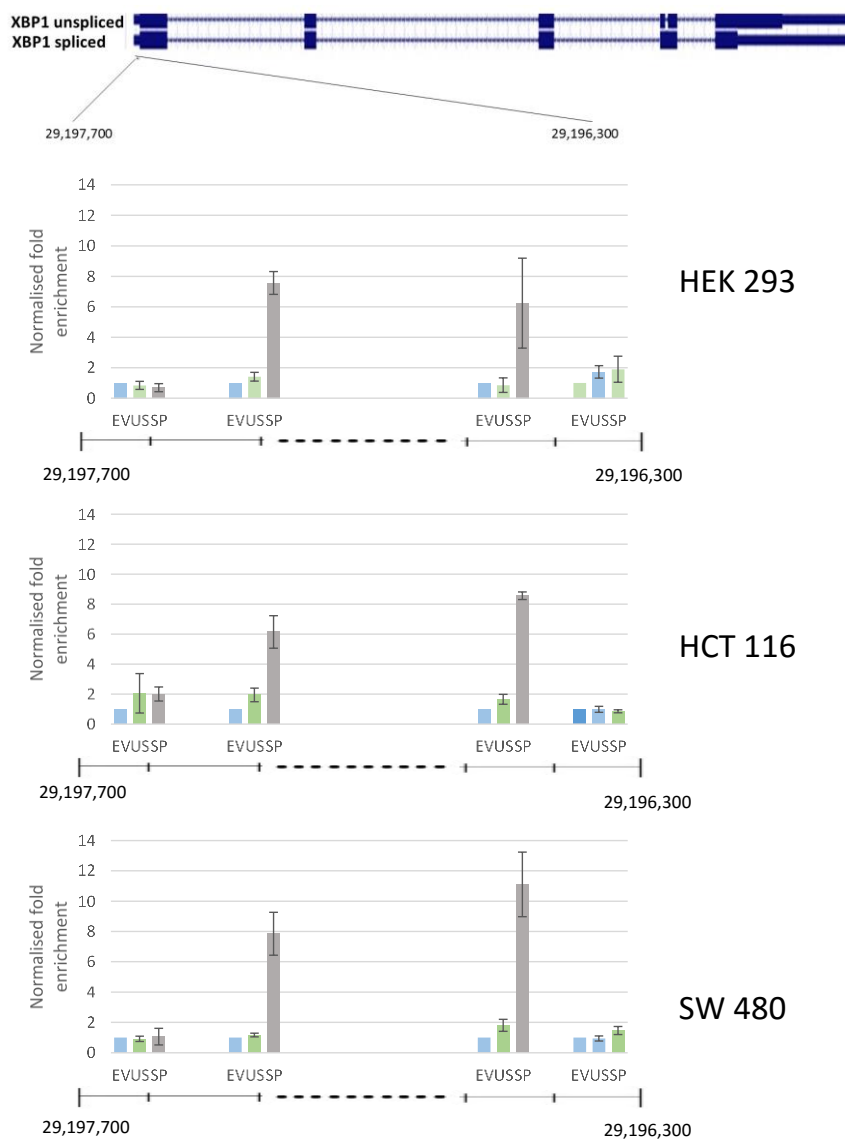 XBP1 unspliced
XBP1 spliced
29,197,700 29,196,300
14
12
10
8
6
4
2
0
Normalised fold
enrichment
HEK 293
EVUSSP EVUSSP EVUSSP EVUSSP
29,197,700 29,196,300
14
12
10
8
6
4
2
0
Normalised fold
enrichment
HCT 116
EVUSSP EVUSSP EVUSSP EVUSSP
29,197,700 29,196,300
14
12
10
8
6
4
2
0
Normalised fold
enrichment
SW 480
EVUSSP EVUSSP EVUSSP EVUSSP
29,197,700 29,196,300